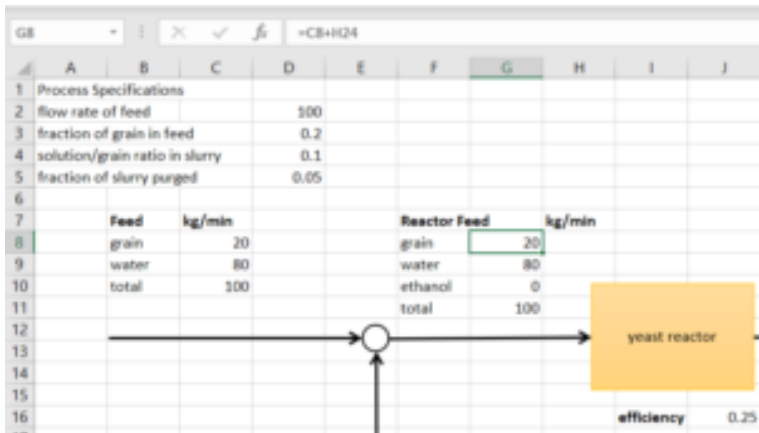 G8 fx =C8+H24
A B C D E F G H I J
1 Process Specifications
2 flow rate of feed 100
3 fraction of grain in feed 0.2
4 solution/grain ratio in slurry 0.1
5 fraction of slurry purged 0.05
6
7 Feed kg/min Reactor Feed kg/min
8 grain 20 grain 20
9 water 80 water 80
10 total 100 ethanol 0
11 total 100
12 yeast reactor
13
14
15
16 efficiency 0.25